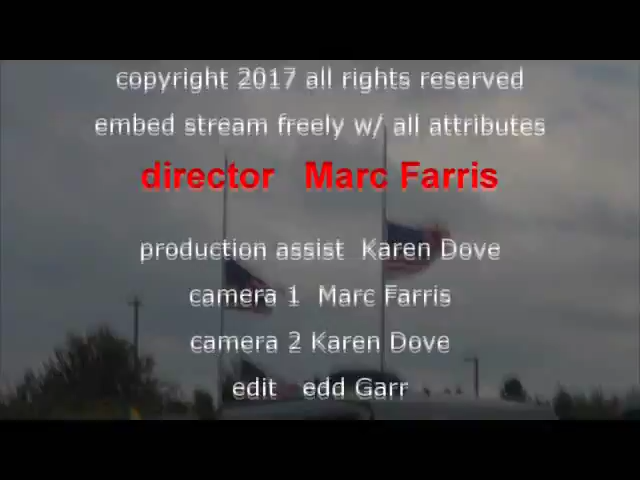 copyright 2017 all rights reserved
embed stream freely w/ all attributes
director Marc Farris
production assist Karen Dove
camera 1 Marc Farris
camera 2 Karen Dove
edit edd Garr